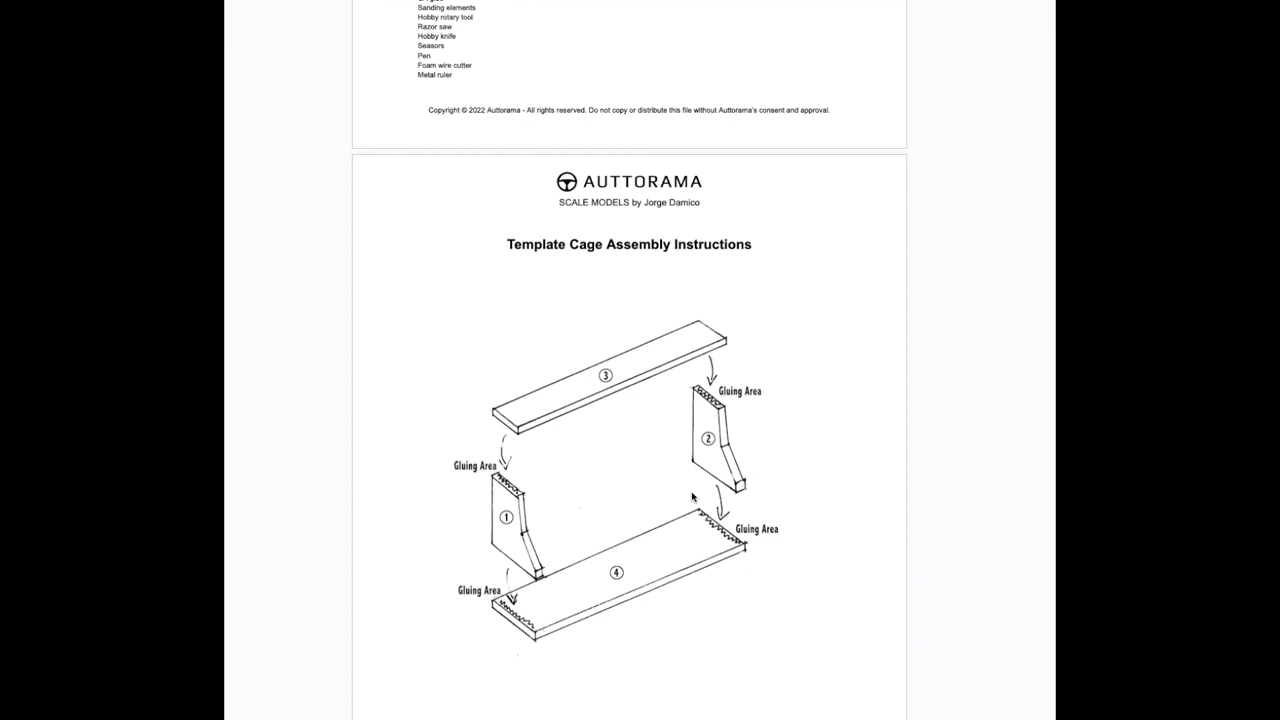 Sanding elements
Hobby rotary tool
Razor saw
Hobby knife
Seasors
Pen
Foam wire cutter
Metal ruler
Copyright © 2022 Auttorama - All rights reserved. Do not copy or distribute this file without Auttorama's consent and approval.
AUTTORAMA
SCALE MODELS by Jorge Damico
Template Cage Assembly Instructions
3
Gluing Area
2
Gluing Area
1
Gluing Area
4
Gluing Area